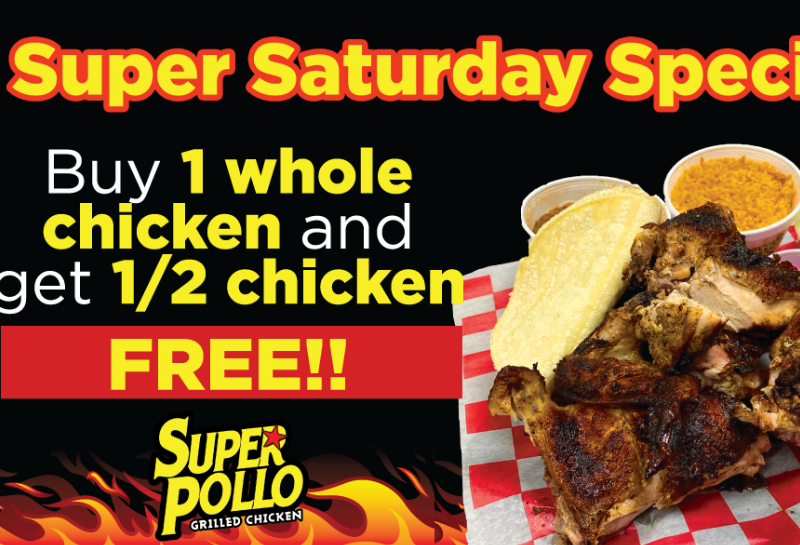 Super Saturday Speci
Buy 1 whole
chicken and
get 1/2 chicken
FREE!!
SUPER
POLLO
GRILLED CHICKEN